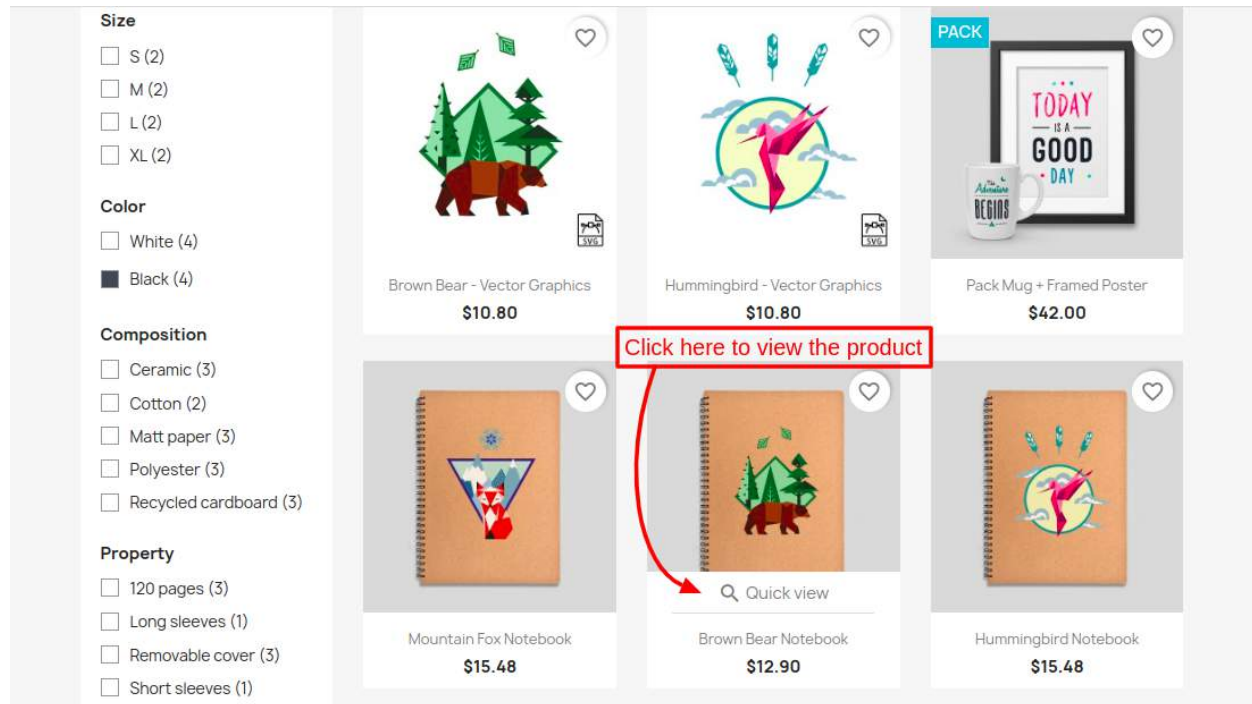 Size
S (2)
M (2)
L (2)
XL (2)
Color
White (4)
Black (4)
Composition
Ceramic (3)
Cotton (2)
Matt paper (3)
Polyester (3)
Recycled cardboard (3)
Property
120 pages (3)
Long sleeves (1)
Removable cover (3)
Short sleeves (1)
SVG
Brown Bear - Vector Graphics
$10.80
SVG
Hummingbird - Vector Graphics
$10.80
PACK
TODAY
IS A
GOOD
DAY
The
Adventure
BEGINS
Pack Mug + Framed Poster
$42.00
Click here to view the product
Mountain Fox Notebook
$15.48
Quick view
Brown Bear Notebook
$12.90
Hummingbird Notebook
$15.48